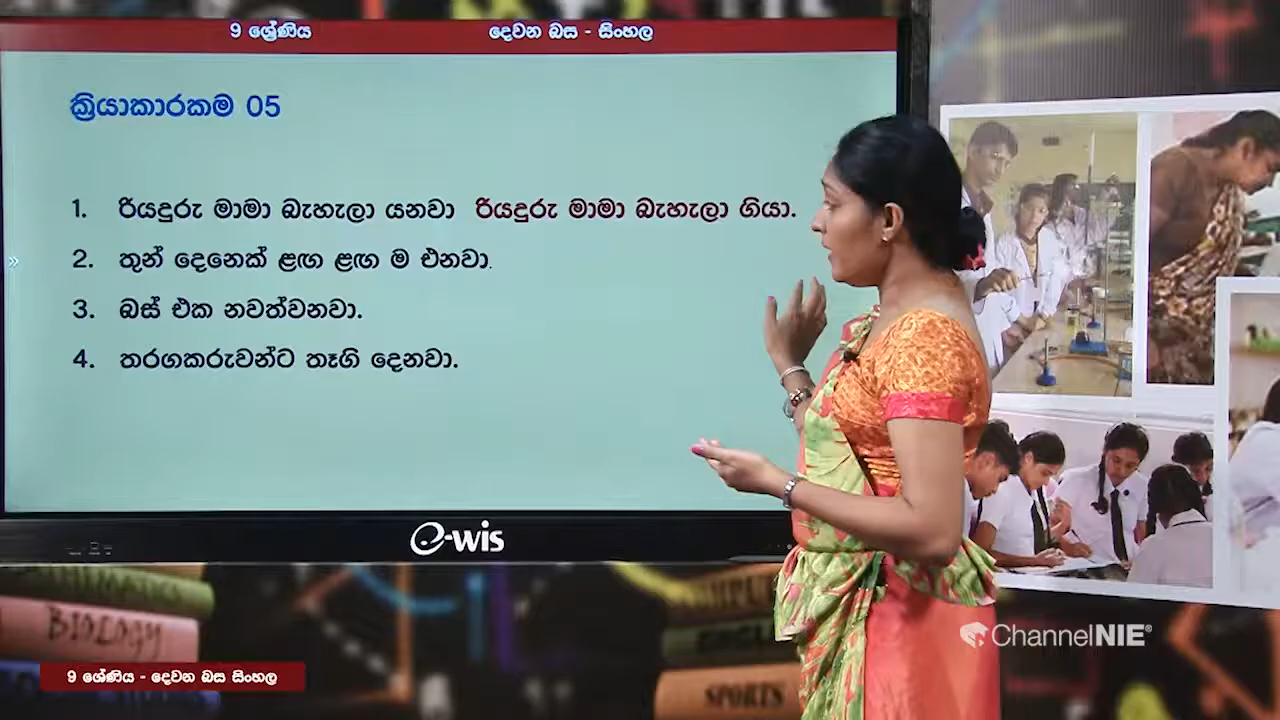 9 ශ්‍රේණිය
දෙවන බස - සිංහල
ක්‍රියාකාරකම 05
1. රියදුරු මාමා බැහැලා යනවා රියදුරු මාමා බැහැලා ගියා.
2. තුන් දෙනෙක් ළඟ ළඟ ම එනවා.
3. බස් එක නවත්වනවා.
4. තරගකරුවන්ට තෑගි දෙනවා.
e-wis
BIOLOGY
SPORTS
ChannelNIE®
9 ශ්‍රේණිය - දෙවන බස සිංහල